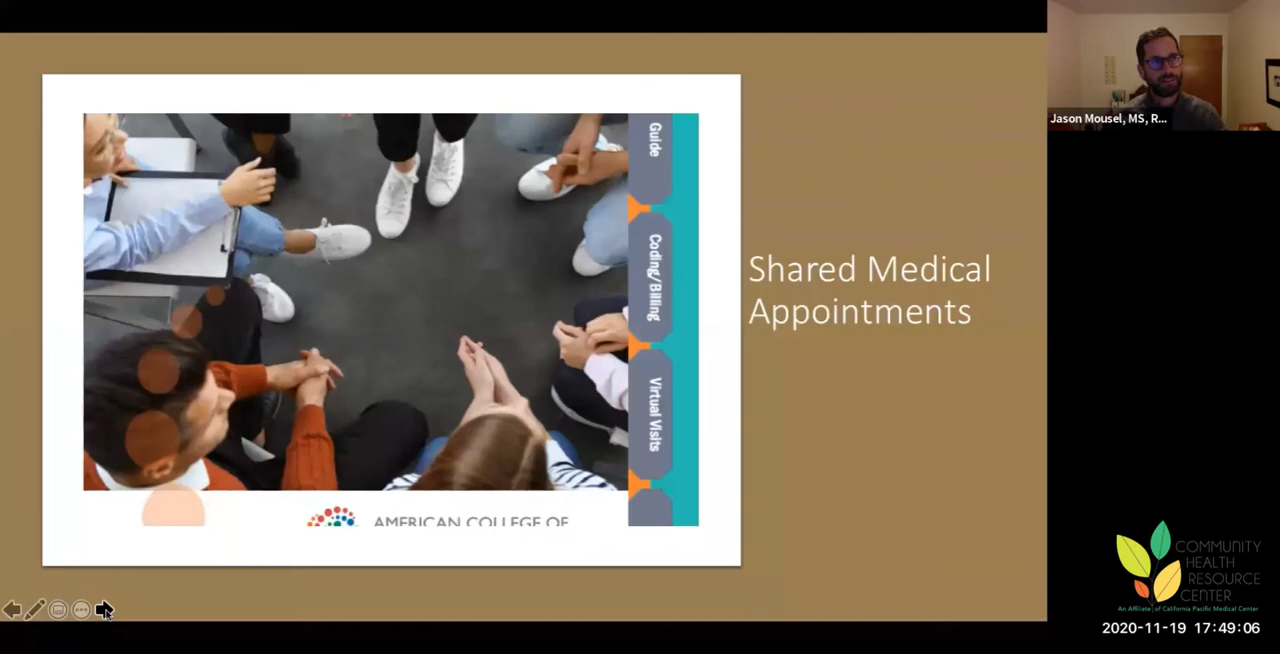 Guide
Coding/Billing
Virtual Visits
AMERICAN COLLEGE OF
Shared Medical
Appointments
Jason Mousel, MS, R...
COMMUNITY
HEALTH
RESOURCE
CENTER
An Affiliate of California Pacific Medical Center
2020-11-19 17:49:06